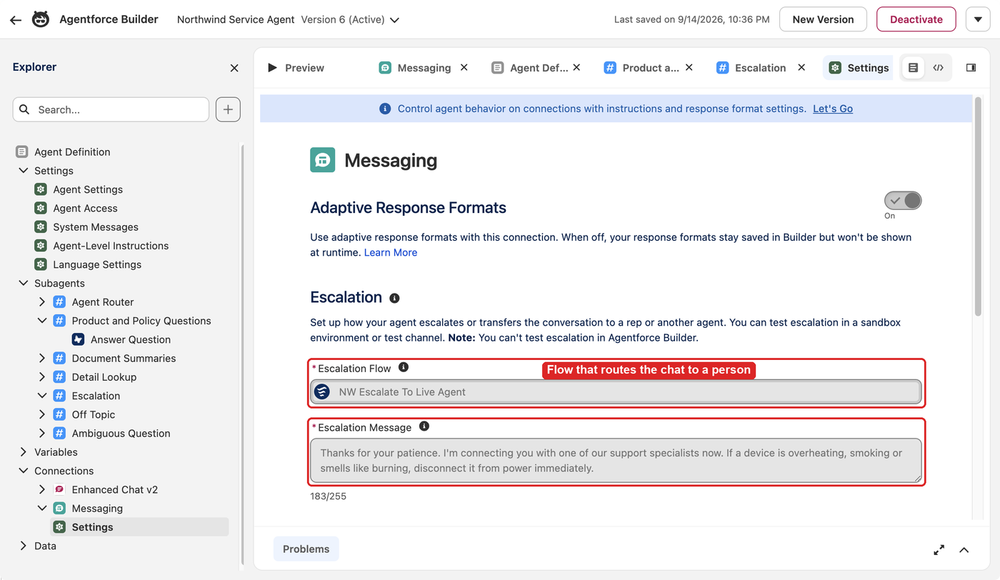 Agentforce Builder
Northwind Service Agent Version 6 (Active)
Last saved on 9/14/2026, 10:36 PM
New Version
Deactivate
Explorer
Search...
Agent Definition
Settings
Agent Settings
Agent Access
System Messages
Agent-Level Instructions
Language Settings
Subagents
Agent Router
Product and Policy Questions
Answer Question
Document Summaries
Detail Lookup
Escalation
Off Topic
Ambiguous Question
Variables
Connections
Enhanced Chat v2
Messaging
Settings
Data
Preview
Messaging
Agent Def...
Product a...
Escalation
Settings
Control agent behavior on connections with instructions and response format settings. Let's Go
Messaging
Adaptive Response Formats
On
Use adaptive response formats with this connection. When off, your response formats stay saved in Builder but won't be shown
at runtime. Learn More
Escalation
Set up how your agent escalates or transfers the conversation to a rep or another agent. You can test escalation in a sandbox
environment or test channel. Note: You can't test escalation in Agentforce Builder.
* Escalation Flow
Flow that routes the chat to a person
NW Escalate To Live Agent
* Escalation Message
Thanks for your patience. I'm connecting you with one of our support specialists now. If a device is overheating, smoking or
smells like burning, disconnect it from power immediately.
183/255
Problems